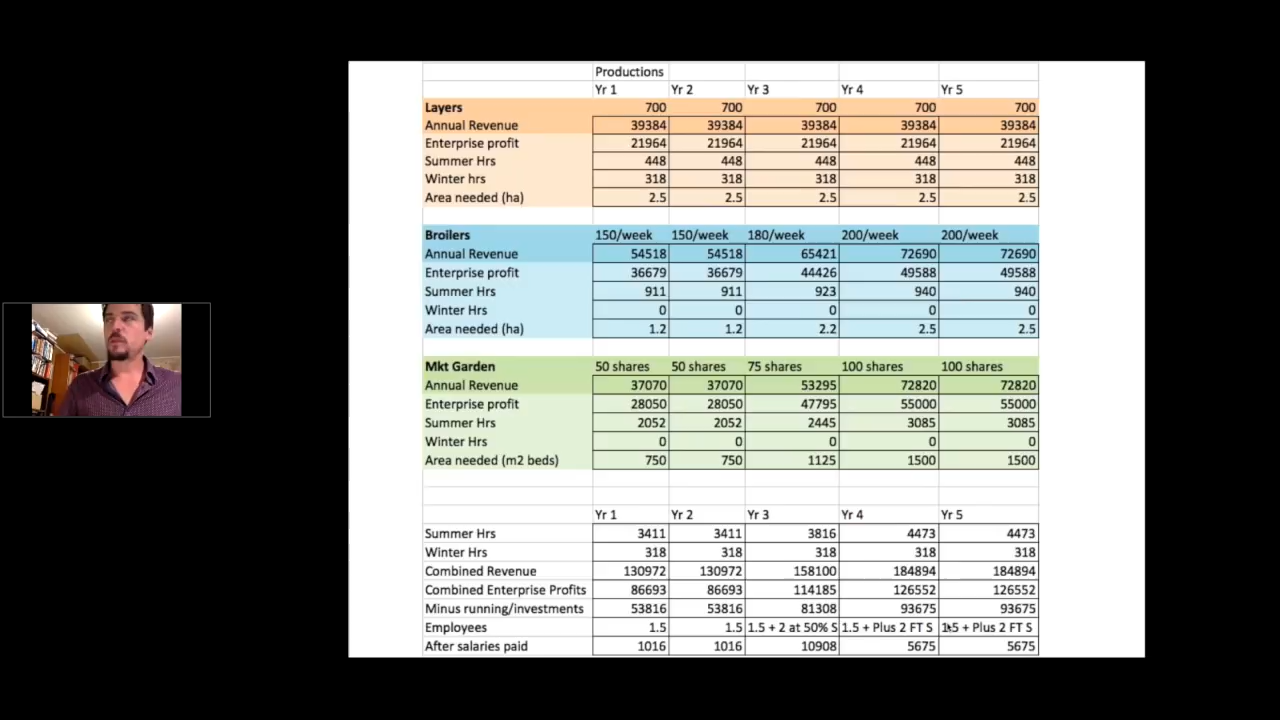 Productions
Yr 1 Yr 2 Yr 3 Yr 4 Yr 5
Layers 700 700 700 700 700
Annual Revenue 39384 39384 39384 39384 39384
Enterprise profit 21964 21964 21964 21964 21964
Summer Hrs 448 448 448 448 448
Winter hrs 318 318 318 318 318
Area needed (ha) 2.5 2.5 2.5 2.5 2.5
Broilers 150/week 150/week 180/week 200/week 200/week
Annual Revenue 54518 54518 65421 72690 72690
Enterprise profit 36679 36679 44426 49588 49588
Summer Hrs 911 911 923 940 940
Winter Hrs 0 0 0 0 0
Area needed (ha) 1.2 1.2 2.2 2.5 2.5
Mkt Garden 50 shares 50 shares 75 shares 100 shares 100 shares
Annual Revenue 37070 37070 53295 72820 72820
Enterprise profit 28050 28050 47795 55000 55000
Summer Hrs 2052 2052 2445 3085 3085
Winter Hrs 0 0 0 0 0
Area needed (m2 beds) 750 750 1125 1500 1500
Yr 1 Yr 2 Yr 3 Yr 4 Yr 5
Summer Hrs 3411 3411 3816 4473 4473
Winter Hrs 318 318 318 318 318
Combined Revenue 130972 130972 158100 184894 184894
Combined Enterprise Profits 86693 86693 114185 126552 126552
Minus running/investments 53816 53816 81308 93675 93675
Employees 1.5 1.5 1.5 + 2 at 50% S 1.5 + Plus 2 FT S 1.5 + Plus 2 FT S
After salaries paid 1016 1016 10908 5675 5675